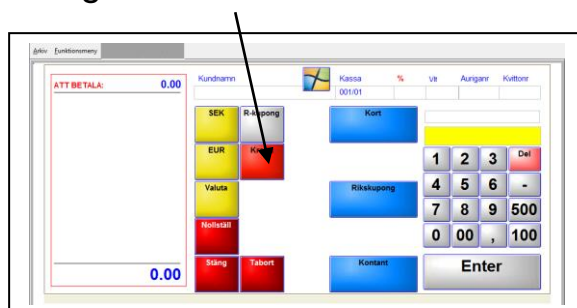 Arkiv Funktionsmeny
ATT BETALA: 0.00
Kundnamn Kassa % Vit Auriganr Kvittonr
001/01
SEK R-kupong Kort
EUR
1 2 3 Del
Valuta Rikskupong 4 5 6 -
7 8 9 500
Nollställ
0 00 , 100
Stäng Tabort Kontant Enter
0.00